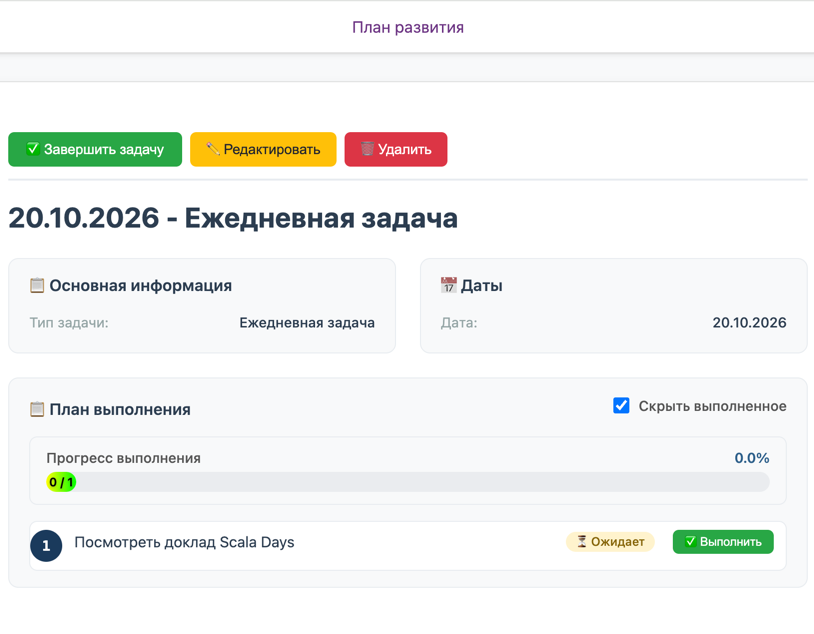 План развития
✅ Завершить задачу
✏️ Редактировать
🗑️ Удалить
20.10.2026 - Ежедневная задача
📋 Основная информация
Тип задачи: Ежедневная задача
📅 Даты
Дата: 20.10.2026
📋 План выполнения
Скрыть выполненное
Прогресс выполнения 0.0%
0 / 1
1 Посмотреть доклад Scala Days ⏳ Ожидает ✅ Выполнить